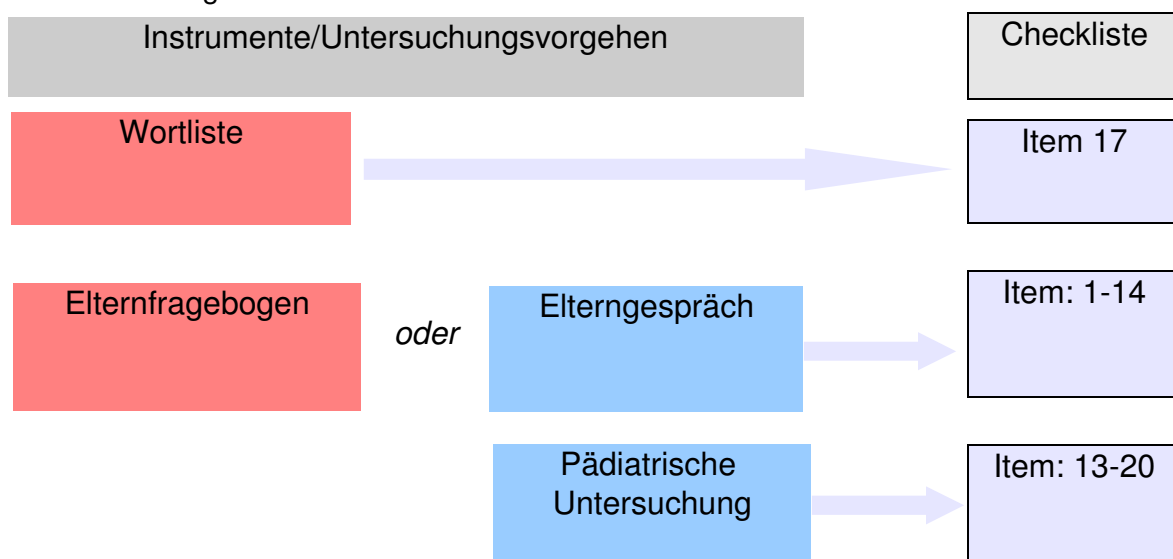 Instrumente/Untersuchungsvorgehen
Checkliste
Wortliste
Item 17
Elternfragebogen
oder
Elterngespräch
Item: 1-14
Pädiatrische
Untersuchung
Item: 13-20